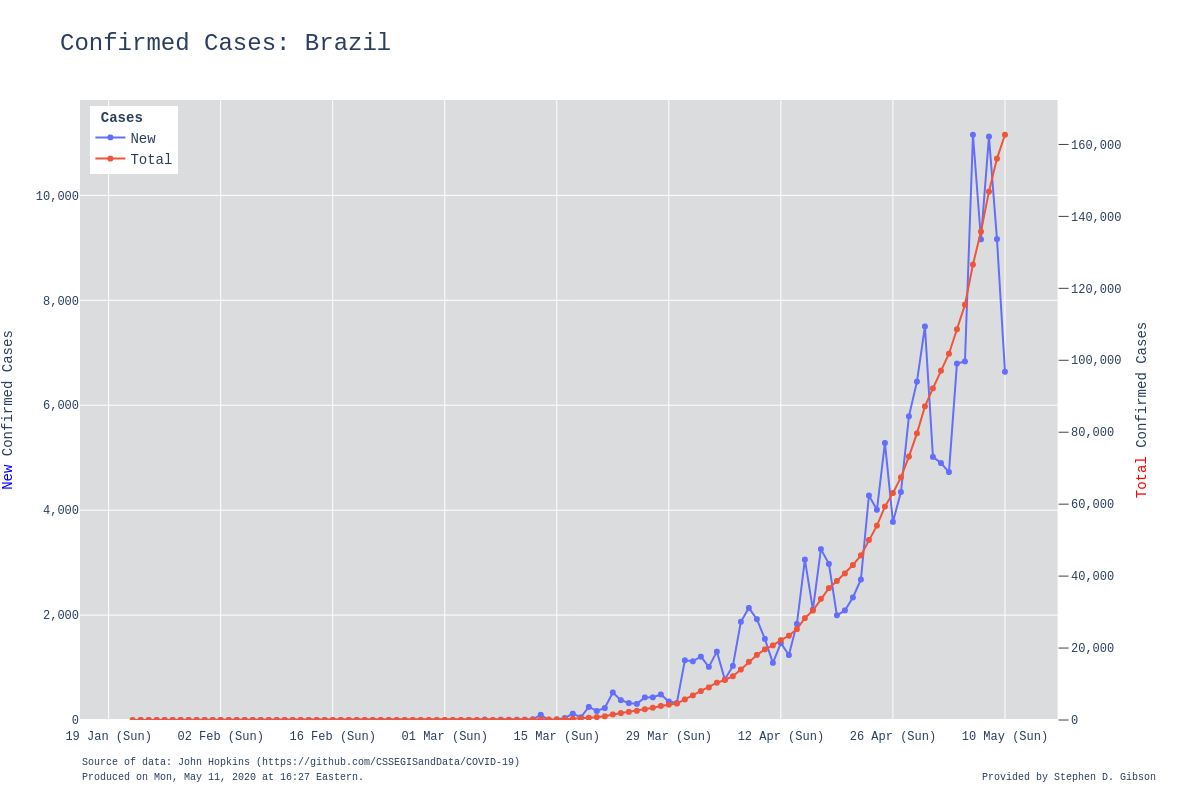 Confirmed Cases: Brazil
Cases
New
Total
10,000
8,000
6,000
4,000
2,000
0
160,000
140,000
120,000
100,000
80,000
60,000
40,000
20,000
0
New Confirmed Cases
Total Confirmed Cases
19 Jan (Sun) 02 Feb (Sun) 16 Feb (Sun) 01 Mar (Sun) 15 Mar (Sun) 29 Mar (Sun) 12 Apr (Sun) 26 Apr (Sun) 10 May (Sun)
Source of data: John Hopkins (https://github.com/CSSEGISandData/COVID-19)
Produced on Mon, May 11, 2020 at 16:27 Eastern.
Provided by Stephen D. Gibson